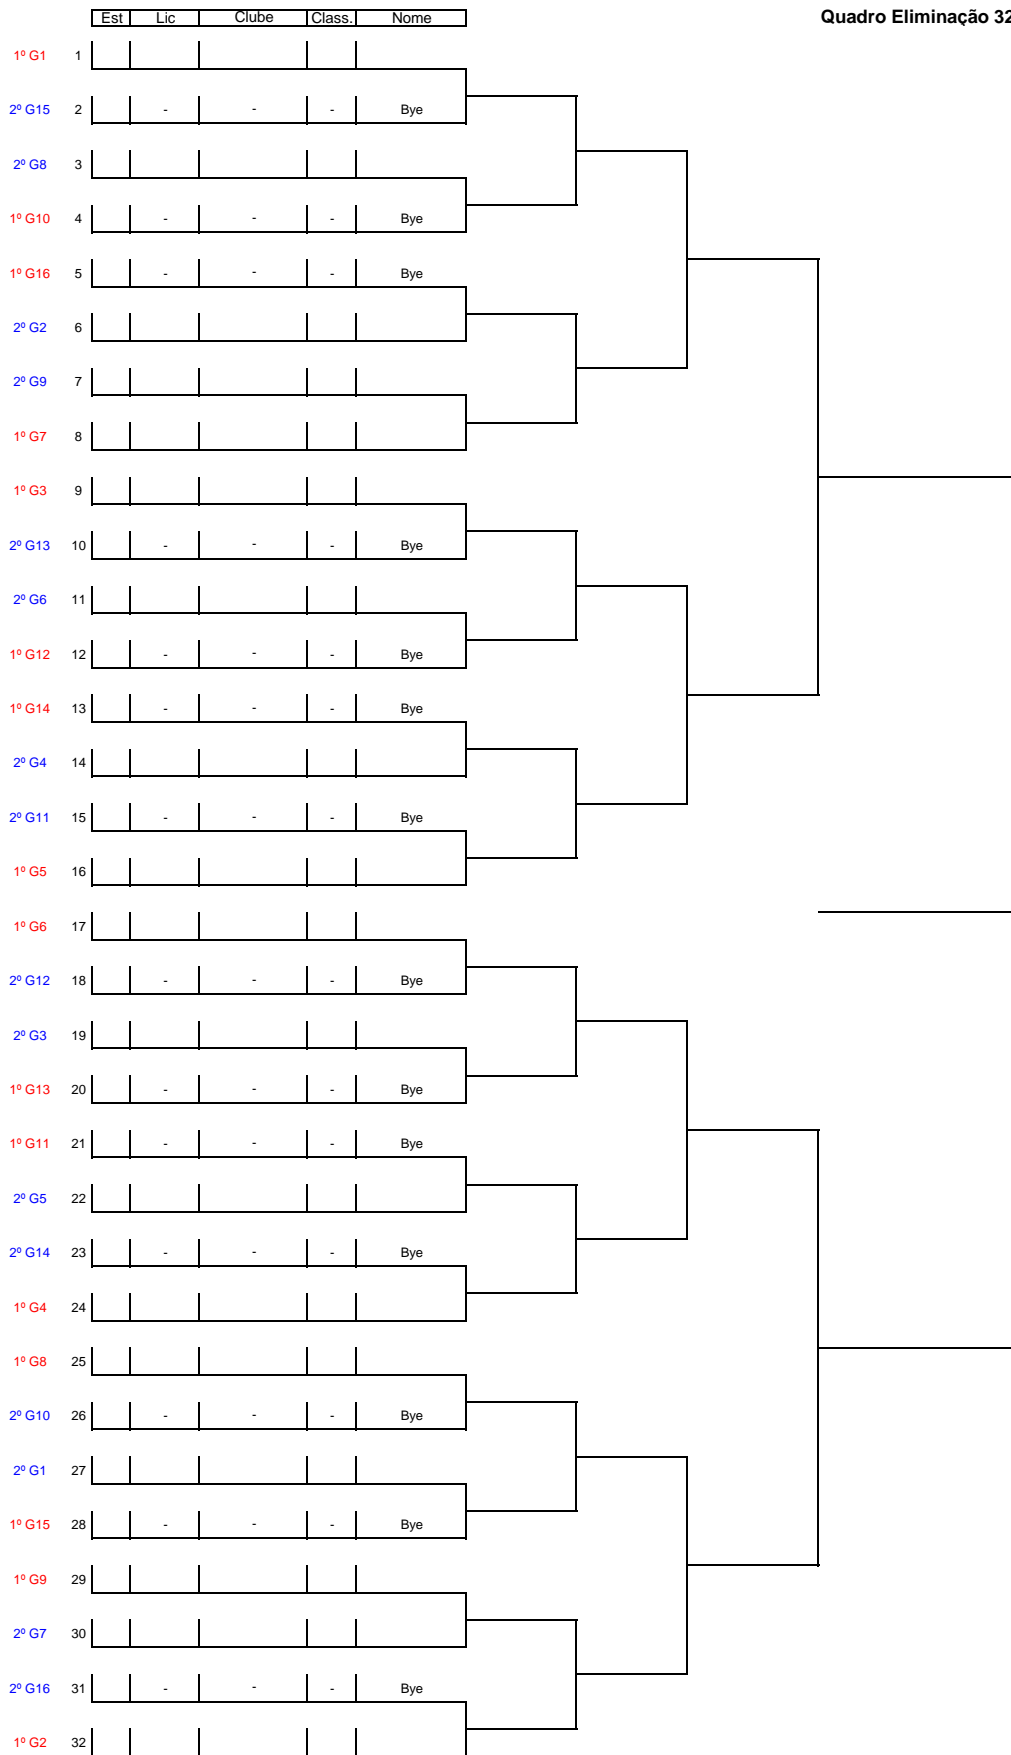 Est Lic Clube Class. Nome Quadro Eliminação 32
1º G1 1
2º G15 2 - - - Bye
2º G8 3
1º G10 4 - - - Bye
1º G16 5 - - - Bye
2º G2 6
2º G9 7
1º G7 8
1º G3 9
2º G13 10 - - - Bye
2º G6 11
1º G12 12 - - - Bye
1º G14 13 - - - Bye
2º G4 14
2º G11 15 - - - Bye
1º G5 16
1º G6 17
2º G12 18 - - - Bye
2º G3 19
1º G13 20 - - - Bye
1º G11 21 - - - Bye
2º G5 22
2º G14 23 - - - Bye
1º G4 24
1º G8 25
2º G10 26 - - - Bye
2º G1 27
1º G15 28 - - - Bye
1º G9 29
2º G7 30
2º G16 31 - - - Bye
1º G2 32